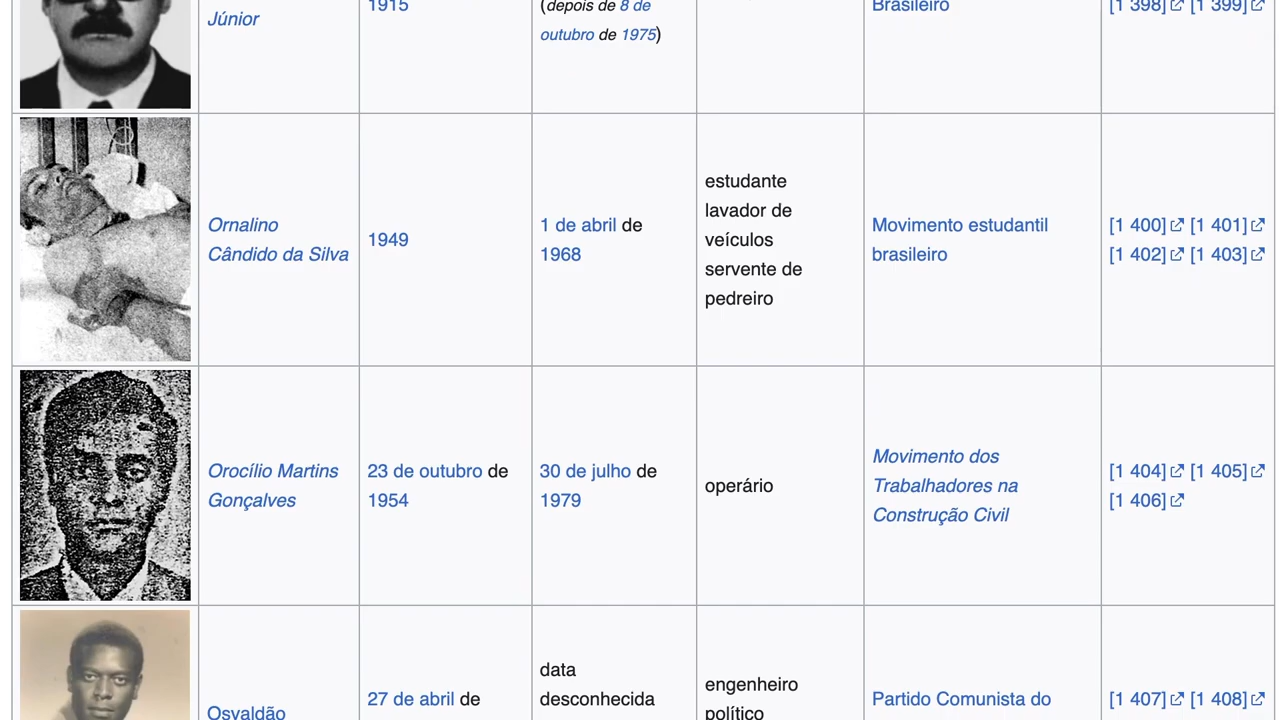 1915
(depois de 8 de
Brasileiro
[1 398] [1 399]
Júnior
outubro de 1975)
Ornalino
Cândido da Silva
1949
1 de abril de
1968
estudante
lavador de
veículos
servente de
pedreiro
Movimento estudantil
brasileiro
[1 400] [1 401]
[1 402] [1 403]
Orocílio Martins
Gonçalves
23 de outubro de
1954
30 de julho de
1979
operário
Movimento dos
Trabalhadores na
Construção Civil
[1 404] [1 405]
[1 406]
Osvaldão
27 de abril de
data
desconhecida
engenheiro
político
Partido Comunista do
[1 407] [1 408]